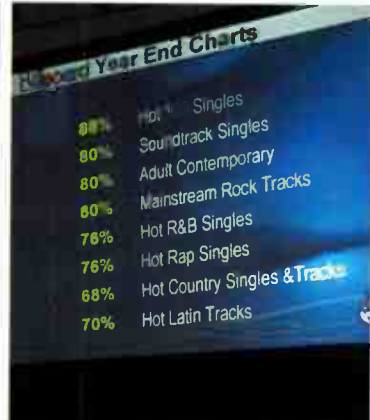 Year End Charts
Hot Singles
80% Soundtrack Singles
80% Adult Contemporary
60% Mainstream Rock Tracks
76% Hot R&B Singles
76% Hot Rap Singles
68% Hot Country Singles &Tracks
70% Hot Latin Tracks